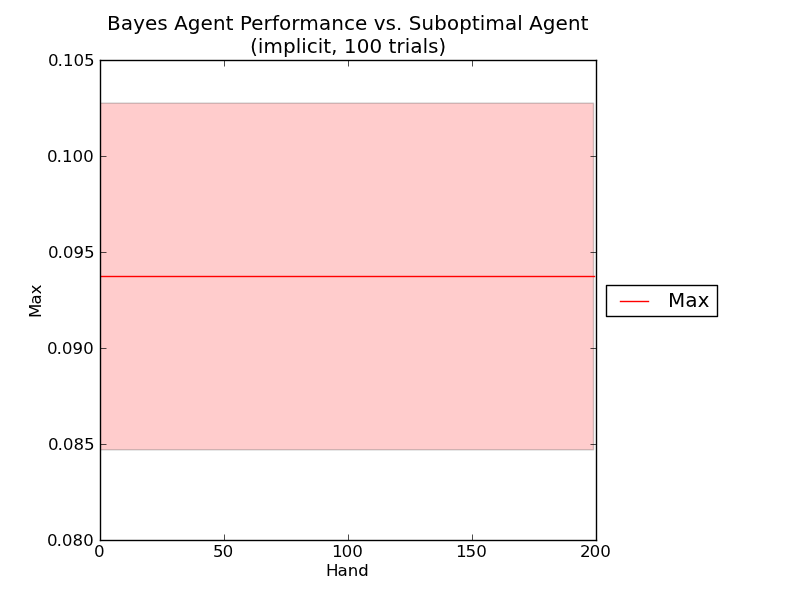 Bayes Agent Performance vs. Suboptimal Agent
(implicit, 100 trials)
0.105
0.100
0.095
0.090
0.085
0.080
Max
0
50
100
150
200
Hand
Max